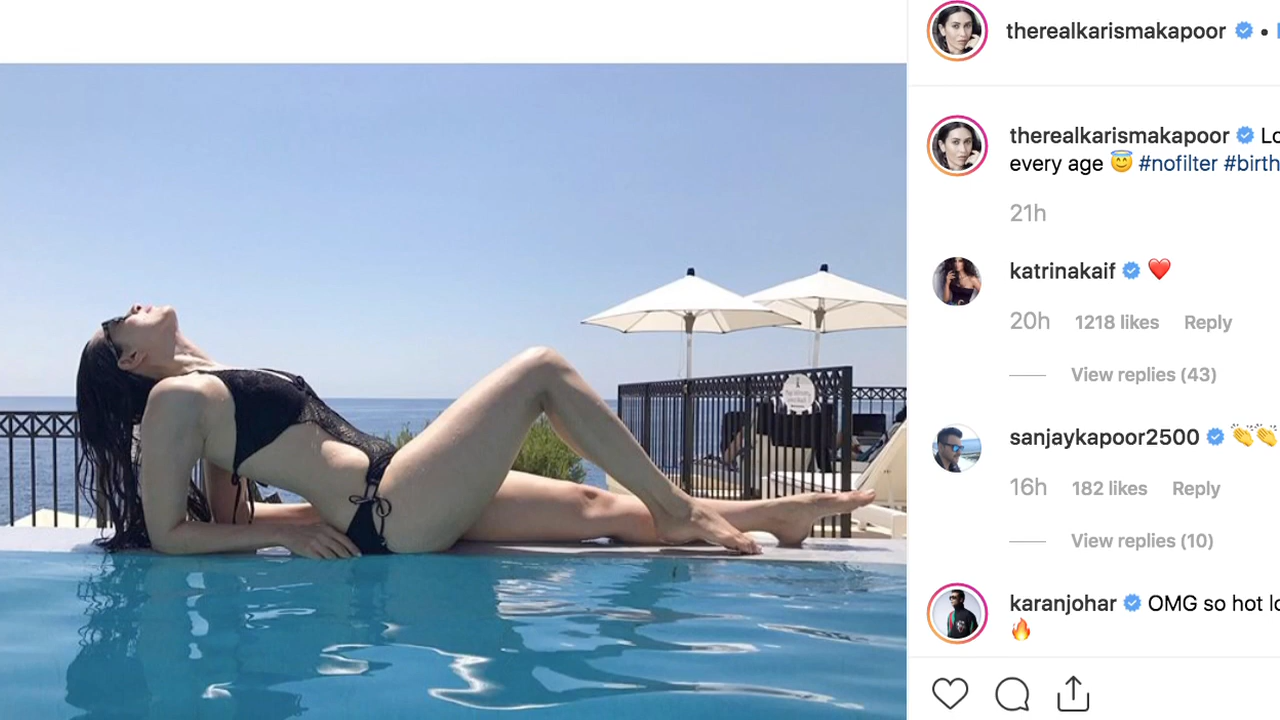 therealkarismakapoor •
therealkarismakapoor
every age 😇 #nofilter
21h
katrinakaif ❤️
20h 1218 likes Reply
View replies (43)
sanjaykapoor2500 👏👏
16h 182 likes Reply
View replies (10)
karanjohar OMG so hot
🔥